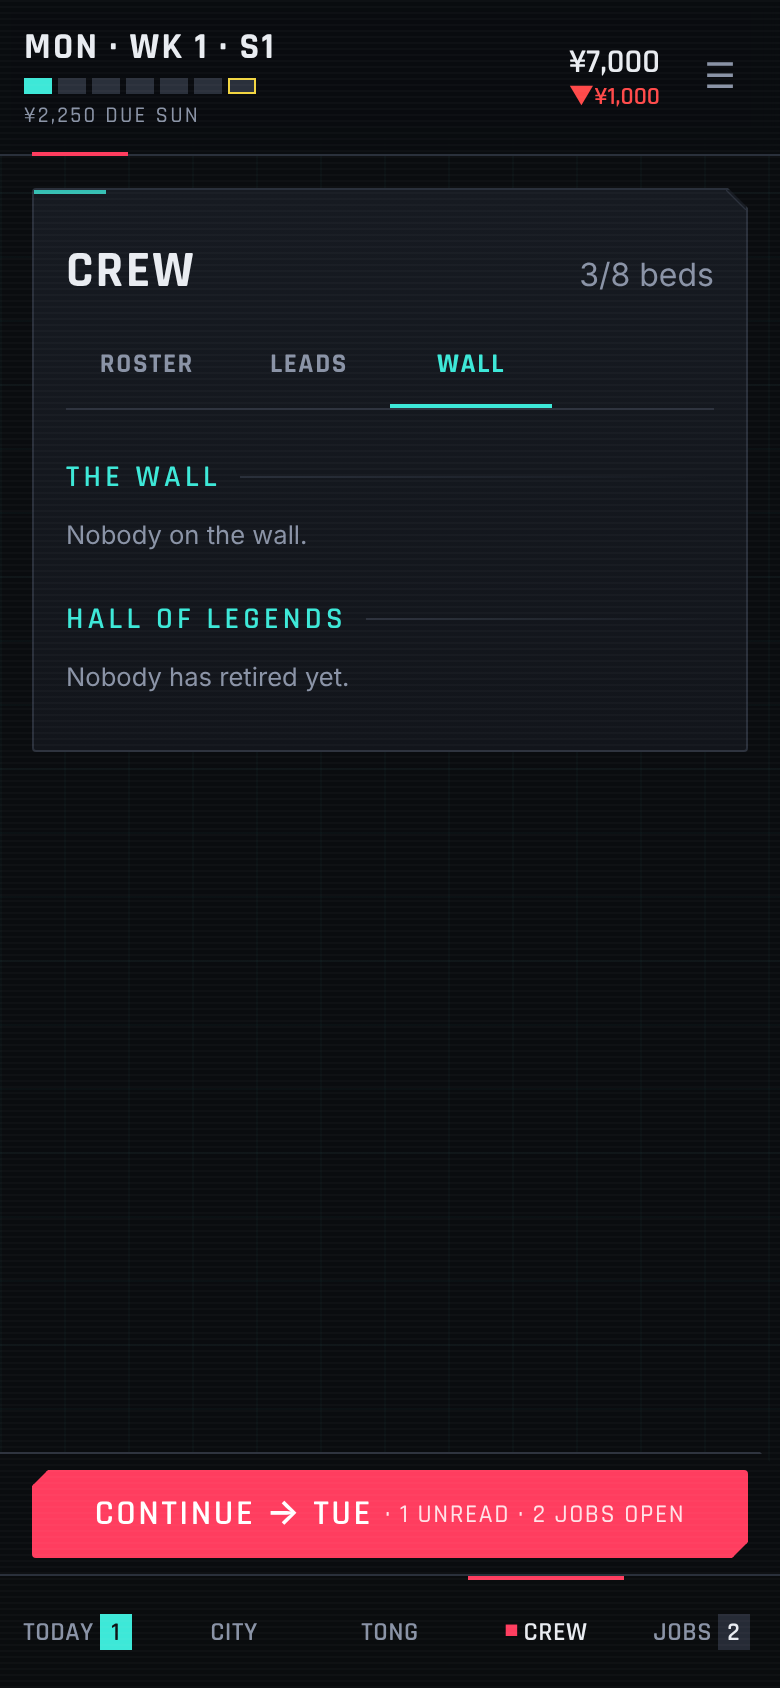 MON · WK 1 · S1
¥2,250 DUE SUN
¥7,000
▼¥1,000
☰
CREW
3/8 beds
ROSTER LEADS WALL
THE WALL
Nobody on the wall.
HALL OF LEGENDS
Nobody has retired yet.
CONTINUE → TUE · 1 UNREAD · 2 JOBS OPEN
TODAY 1 CITY TONG CREW JOBS 2